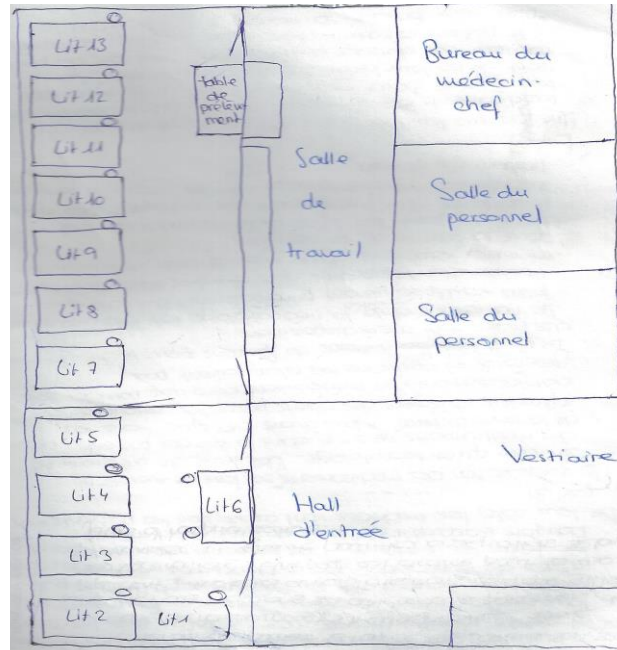 Lit 13
Lit 12
Lit 11
Lit 10
Lit 9
Lit 8
Lit 7
Lit 5
Lit 4
Lit 3
Lit 2
Lit 1
Lit 6
table
de
prélève-
ment
Salle
de
travail
Bureau du
médecin-
chef
Salle du
personnel
Salle du
personnel
Vestiaire
Hall
d'entrée